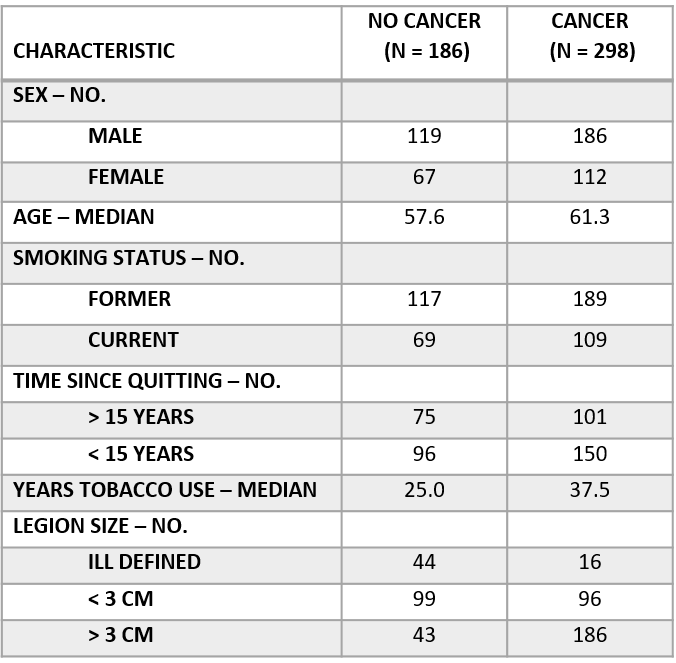 CHARACTERISTIC NO CANCER (N = 186) CANCER (N = 298)
SEX – NO.
MALE 119 186
FEMALE 67 112
AGE – MEDIAN 57.6 61.3
SMOKING STATUS – NO.
FORMER 117 189
CURRENT 69 109
TIME SINCE QUITTING – NO.
> 15 YEARS 75 101
< 15 YEARS 96 150
YEARS TOBACCO USE – MEDIAN 25.0 37.5
LEGION SIZE – NO.
ILL DEFINED 44 16
< 3 CM 99 96
> 3 CM 43 186